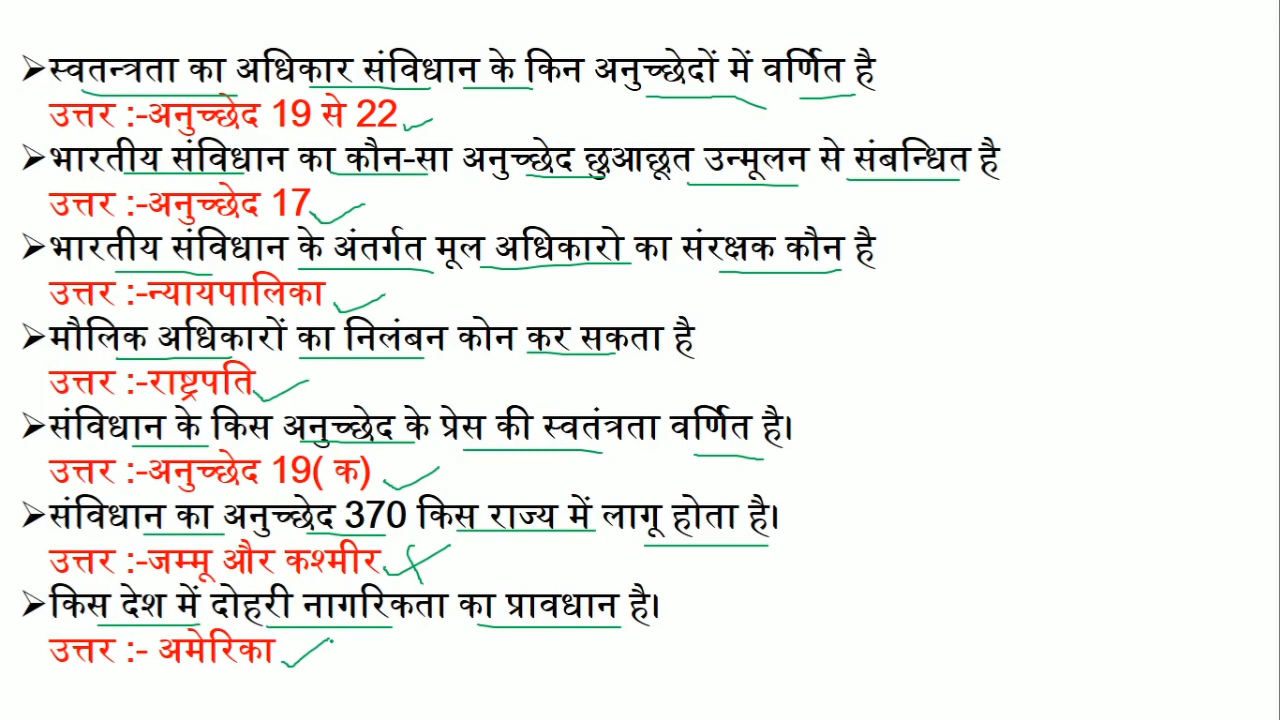 ➢स्वतन्त्रता का अधिकार संविधान के किन अनुच्छेदों में वर्णित है
उत्तर :-अनुच्छेद 19 से 22
➢भारतीय संविधान का कौन-सा अनुच्छेद छुआछूत उन्मूलन से संबन्धित है
उत्तर :-अनुच्छेद 17
➢भारतीय संविधान के अंतर्गत मूल अधिकारो का संरक्षक कौन है
उत्तर :-न्यायपालिका
➢मौलिक अधिकारों का निलंबन कोन कर सकता है
उत्तर :-राष्ट्रपति
➢संविधान के किस अनुच्छेद के प्रेस की स्वतंत्रता वर्णित है।
उत्तर :-अनुच्छेद 19( क)
➢संविधान का अनुच्छेद 370 किस राज्य में लागू होता है।
उत्तर :-जम्मू और कश्मीर
➢किस देश में दोहरी नागरिकता का प्रावधान है।
उत्तर :- अमेरिका